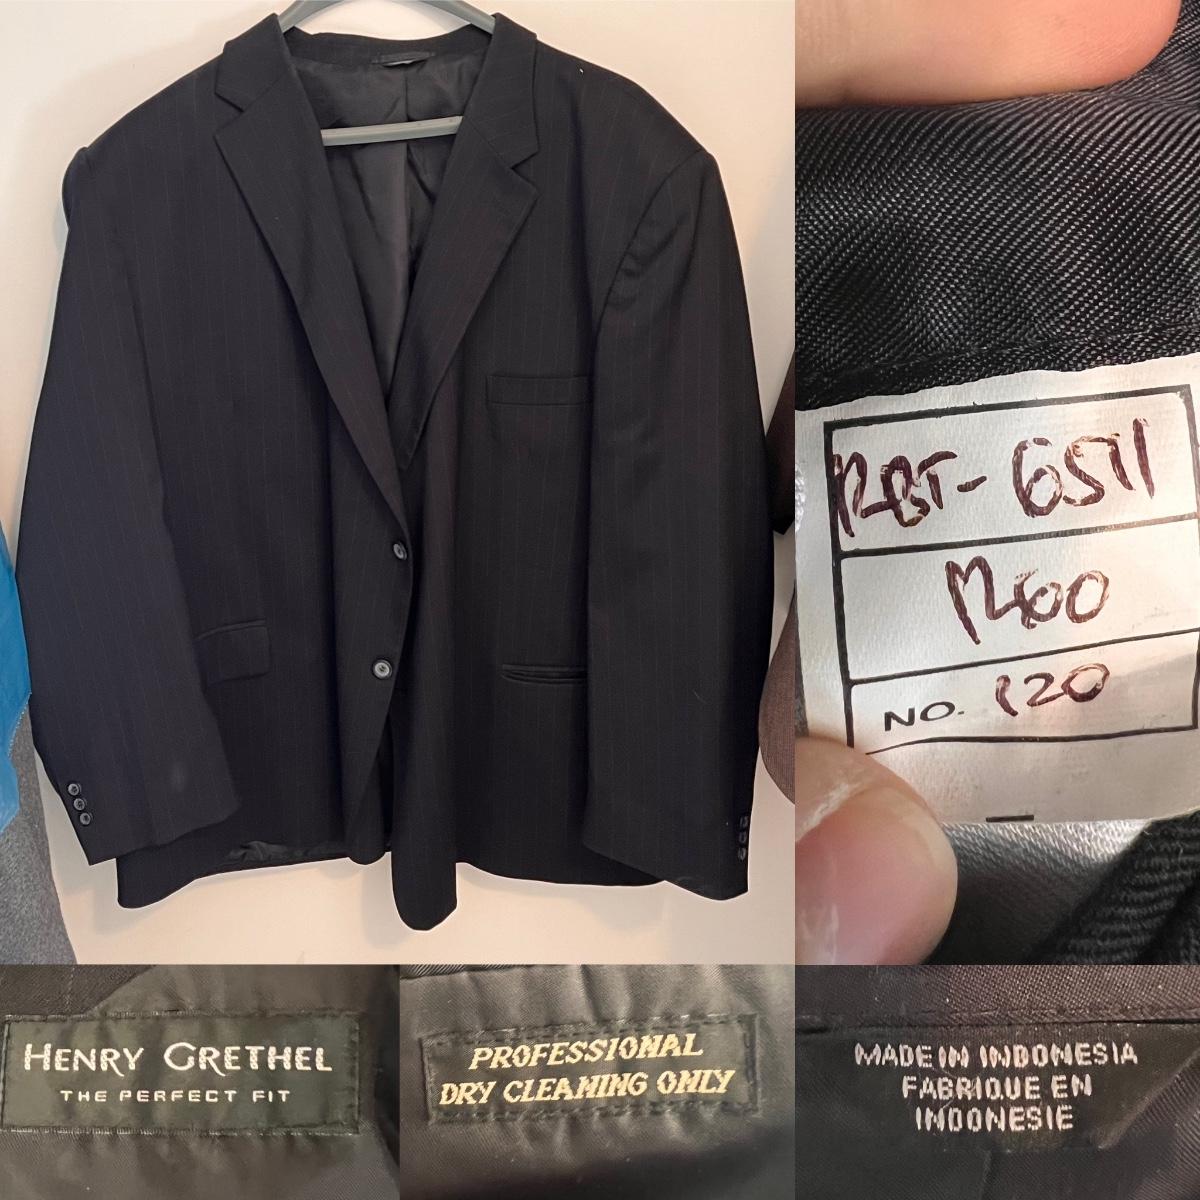 RBT-6511
R60
NO. 120
HENRY GRETHEL
THE PERFECT FIT
PROFESSIONAL
DRY CLEANING ONLY
MADE IN INDONESIA
FABRIQUE EN
INDONESIE